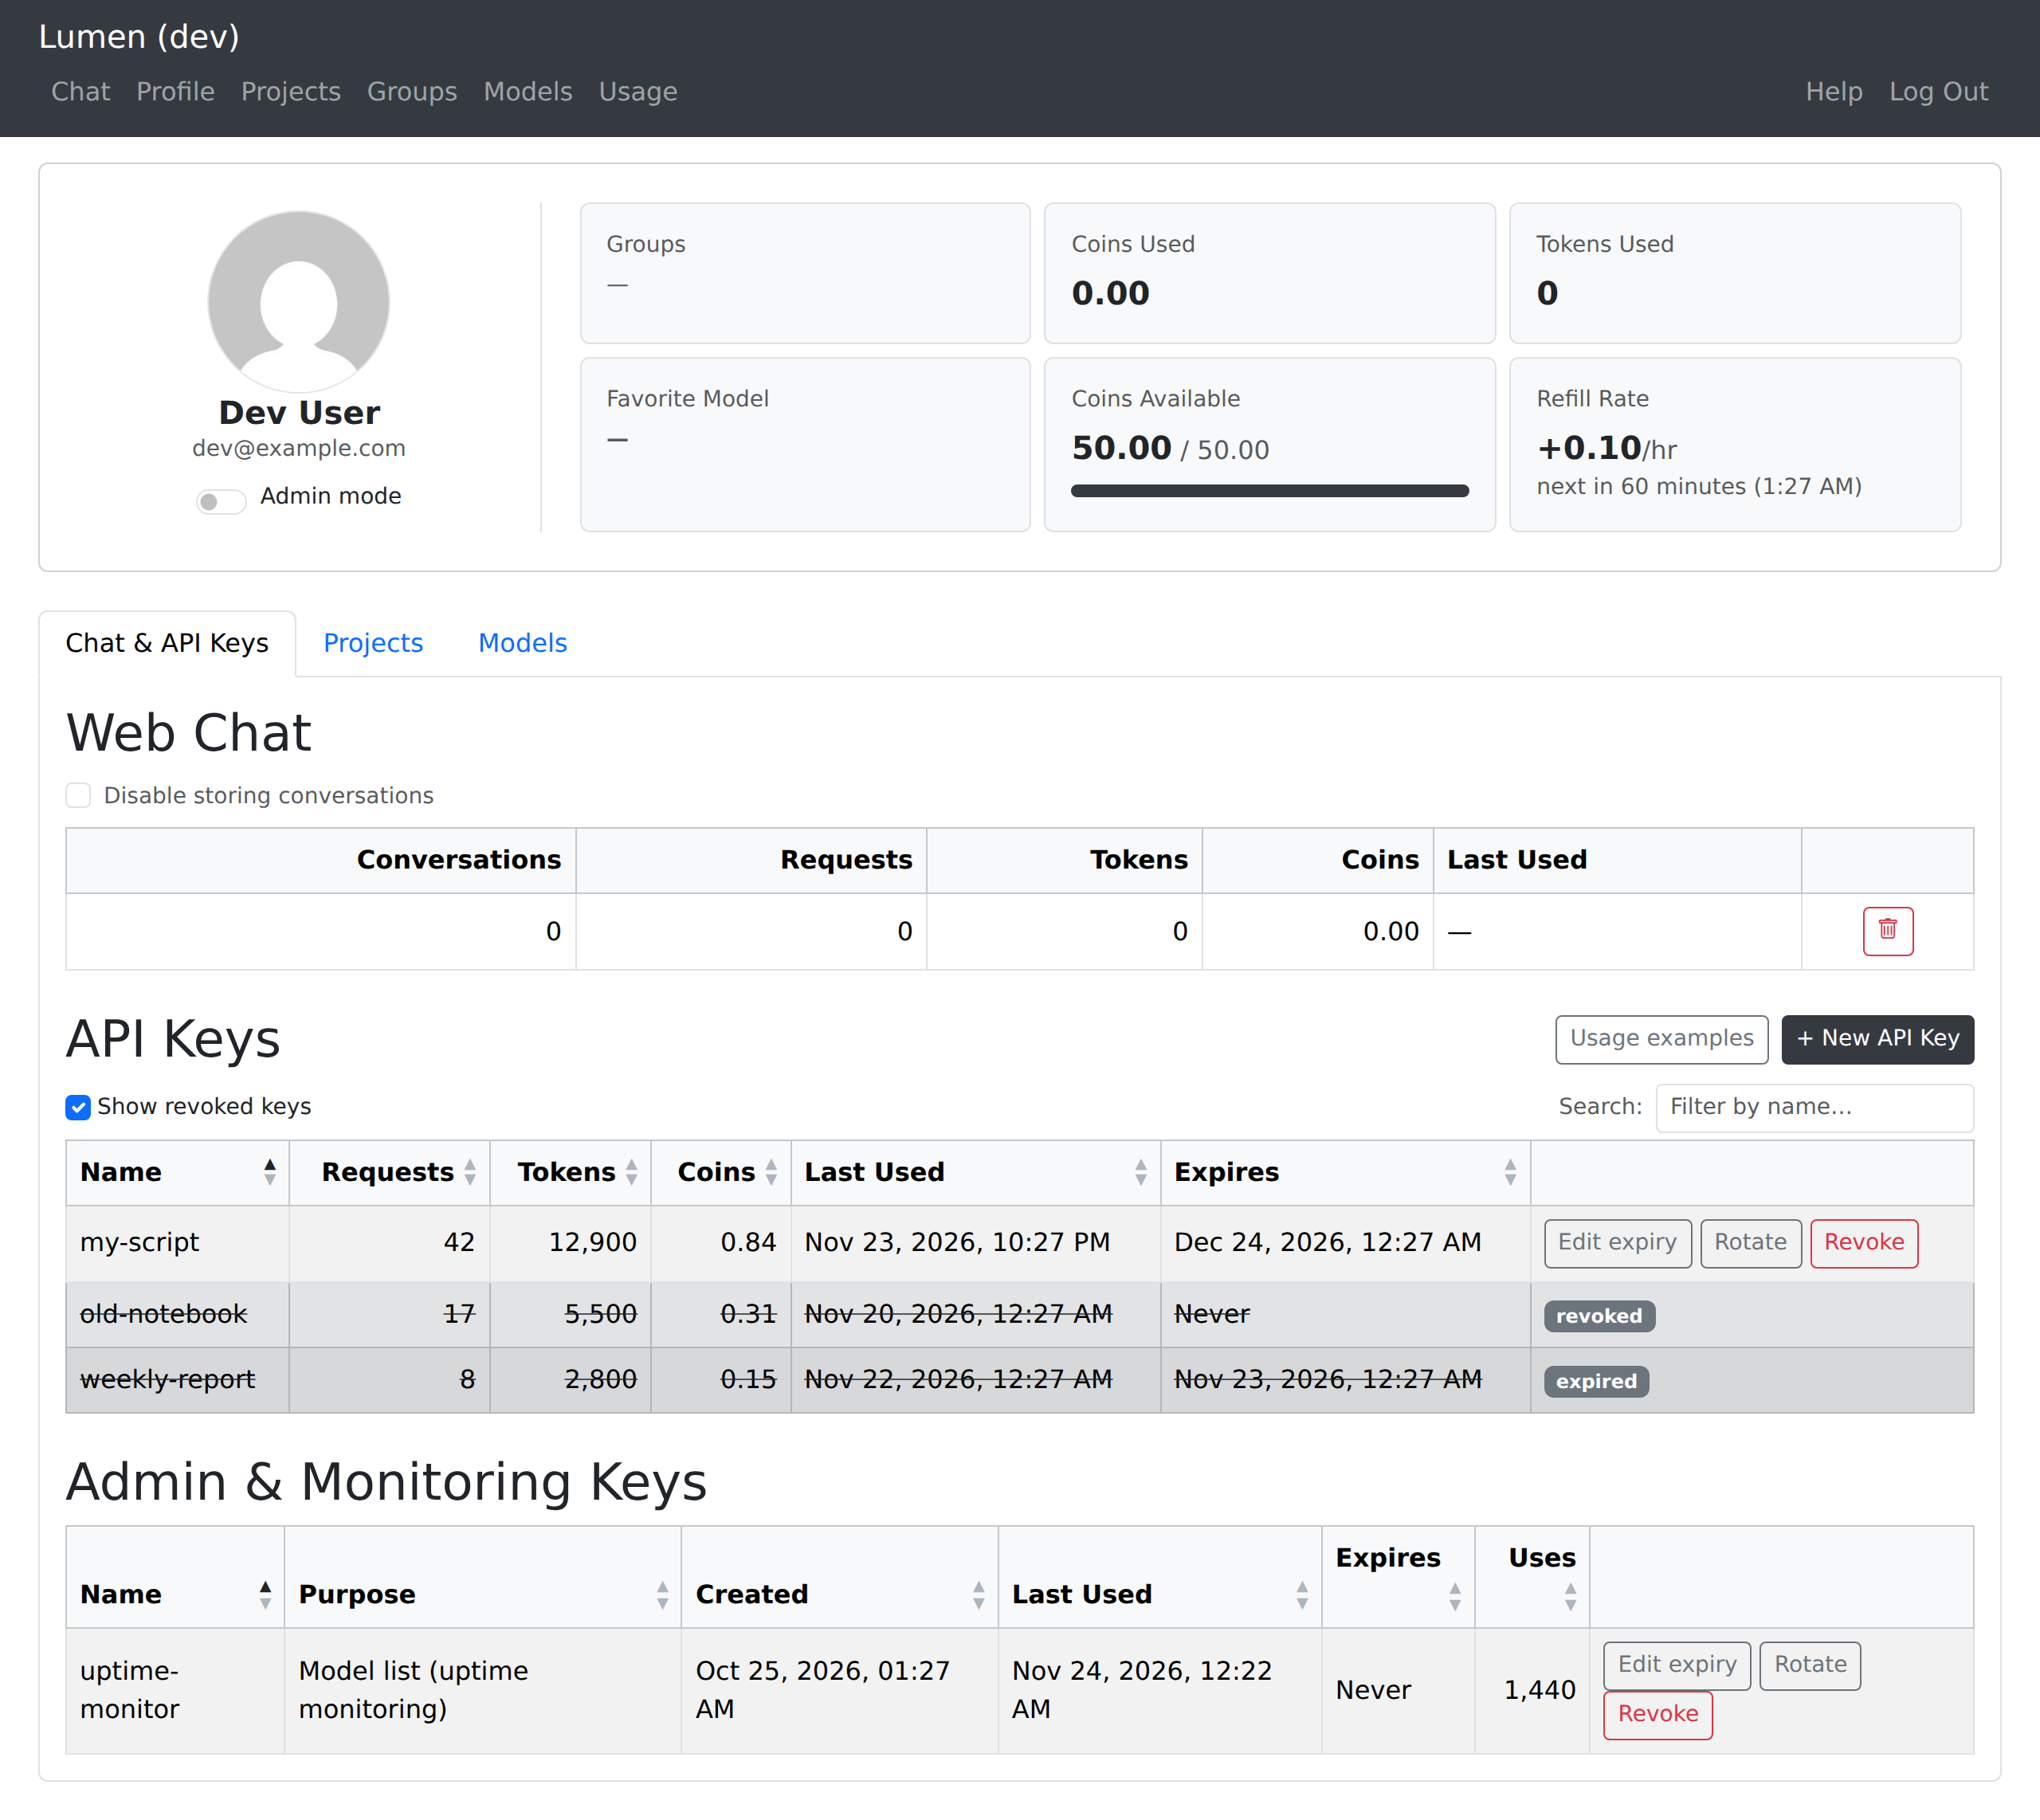 Lumen (dev)
Chat Profile Projects Groups Models Usage Help Log Out
Dev User
dev@example.com
Admin mode
Groups
—
Coins Used
0.00
Tokens Used
0
Favorite Model
—
Coins Available
50.00 / 50.00
Refill Rate
+0.10/hr
next in 60 minutes (1:27 AM)
Chat & API Keys Projects Models
Web Chat
Disable storing conversations
Conversations Requests Tokens Coins Last Used
0 0 0 0.00 —
API Keys
Usage examples + New API Key
Show revoked keys Search: Filter by name...
Name ▲▼ Requests ▲▼ Tokens ▲▼ Coins ▲▼ Last Used ▲▼ Expires ▲▼
my-script 42 12,900 0.84 Nov 23, 2026, 10:27 PM Dec 24, 2026, 12:27 AM Edit expiry Rotate Revoke
old-notebook 17 5,500 0.31 Nov 20, 2026, 12:27 AM Never revoked
weekly-report 8 2,800 0.15 Nov 22, 2026, 12:27 AM Nov 23, 2026, 12:27 AM expired
Admin & Monitoring Keys
Name ▲▼ Purpose ▲▼ Created ▲▼ Last Used ▲▼ Expires ▲▼ Uses ▲▼
uptime-
monitor
Model list (uptime
monitoring)
Oct 25, 2026, 01:27
AM
Nov 24, 2026, 12:22
AM
Never
1,440
Edit expiry Rotate
Revoke